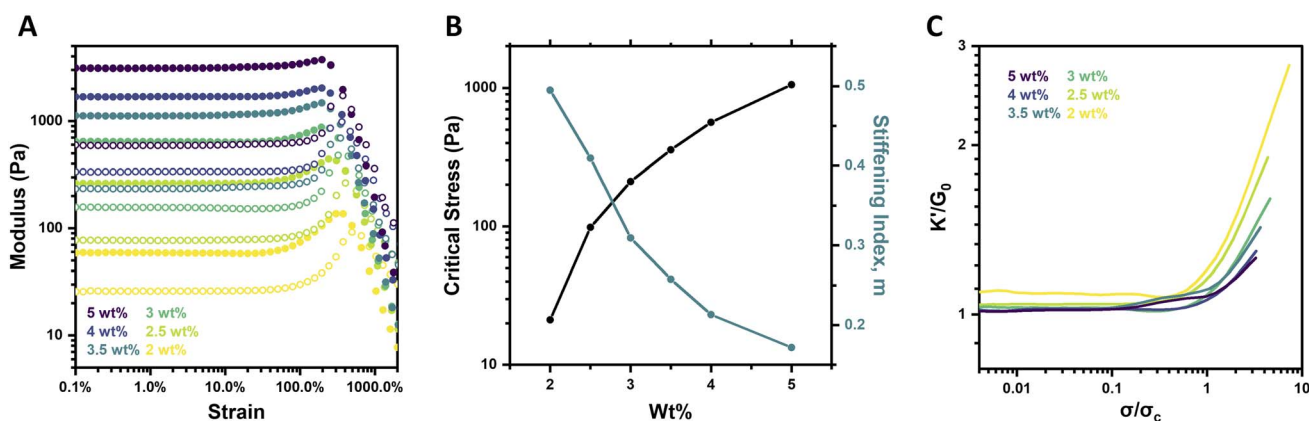 A
B
C
Modulus (Pa)
1000
100
10
0.1%
1.0%
10.0%
100.0%
1000.0%
Strain
5 wt% 3 wt%
4 wt% 2.5 wt%
3.5 wt% 2 wt%
Critical Stress (Pa)
1000
100
10
2
3
4
5
Wt%
0.5
0.4
0.3
0.2
Stiffening Index, m
K'/G0
3
2
1
5 wt% 3 wt%
4 wt% 2.5 wt%
3.5 wt% 2 wt%
0.01
0.1
1
10
σ/σc